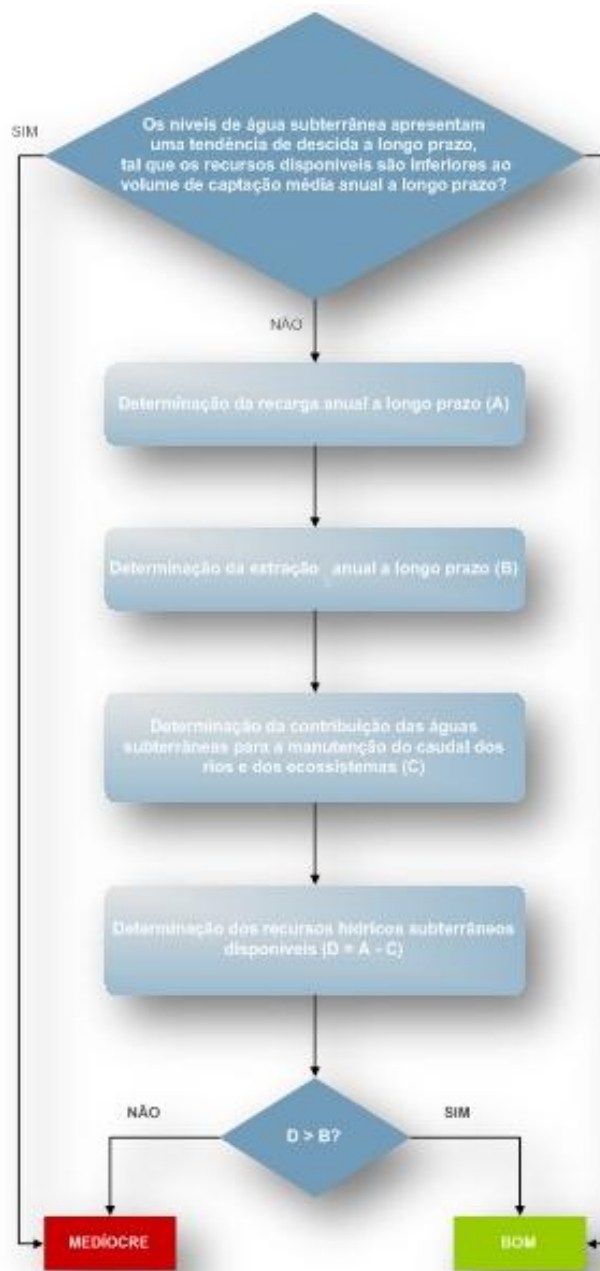 SIM
Os níveis de água subterrânea apresentam
uma tendência de descida a longo prazo,
tal que os recursos disponíveis são inferiores ao
volume de captação média anual a longo prazo?
NÃO
Determinação da recarga anual a longo prazo (A)
Determinação da extração anual a longo prazo (B)
Determinação da contribuição das águas
subterrâneas para a manutenção do caudal dos
rios e dos ecossistemas (C)
Determinação dos recursos hídricos subterrâneos
disponíveis (D = A - C)
NÃO
D > B?
SIM
MEDÍOCRE
BOM